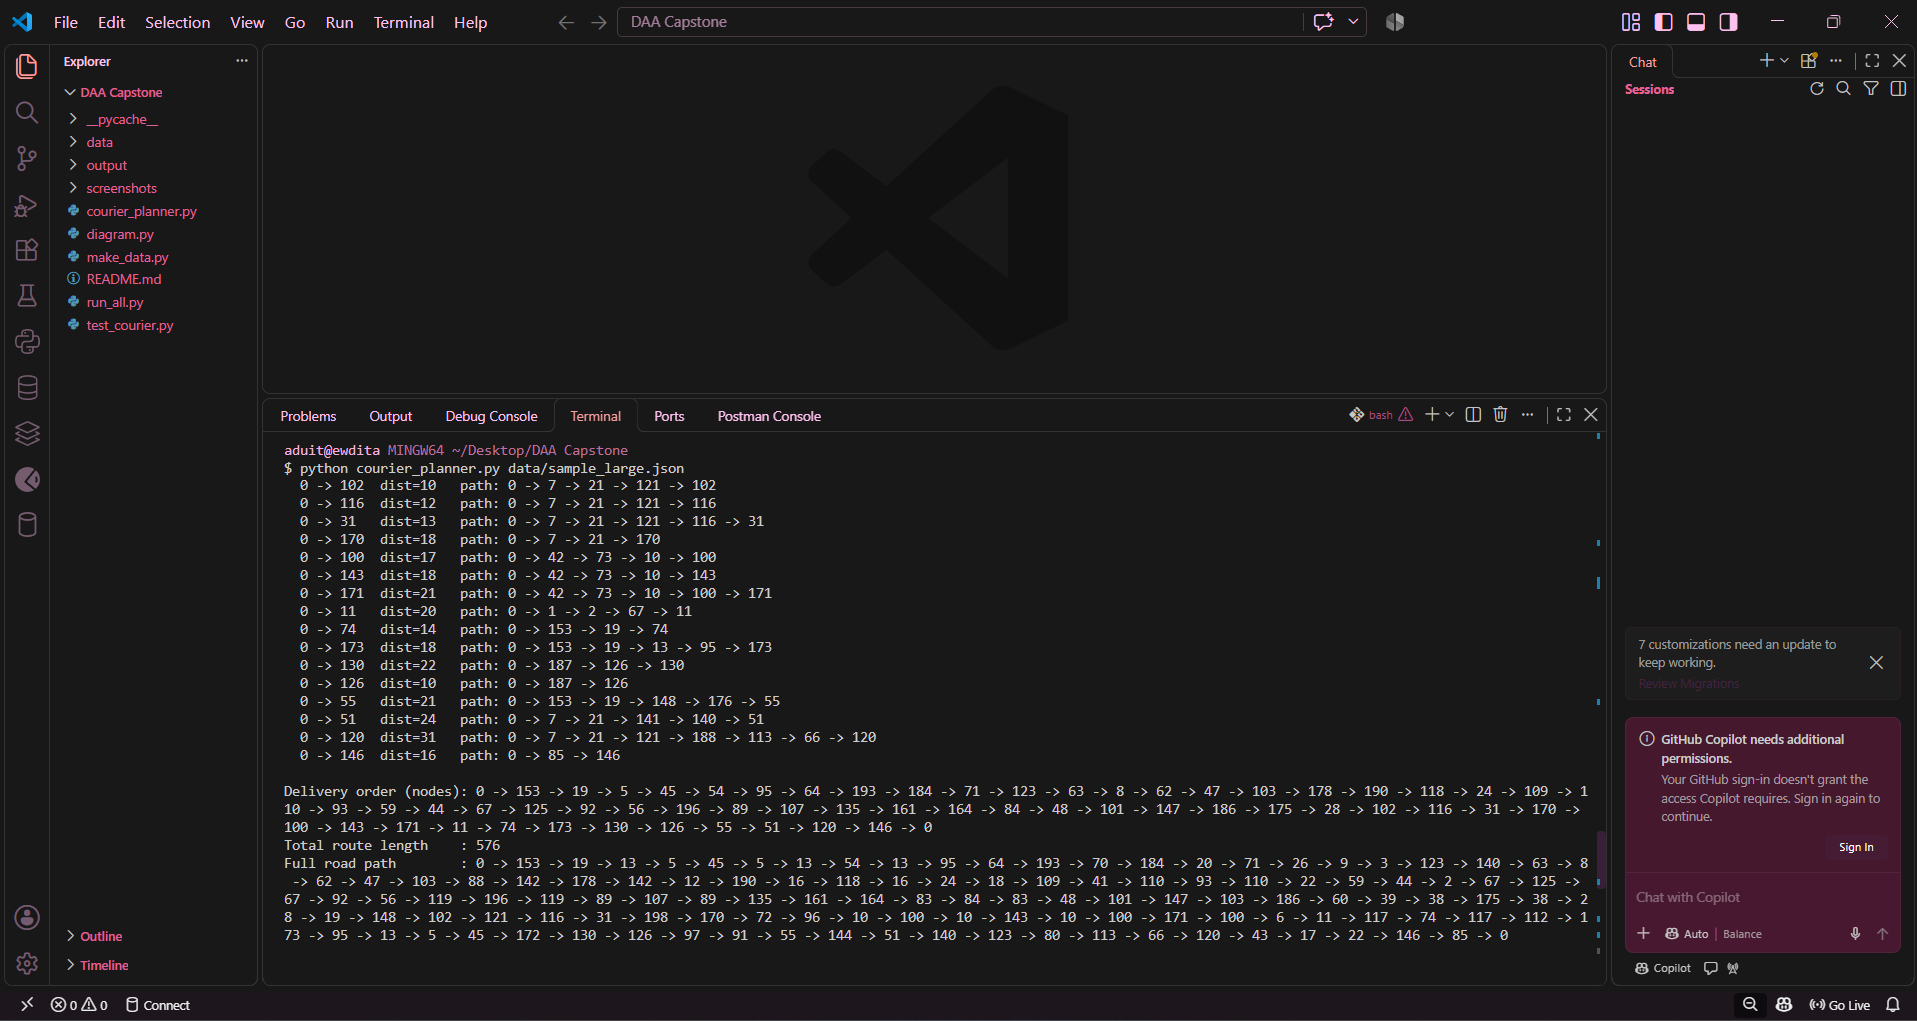 File Edit Selection View Go Run Terminal Help
DAA Capstone
Explorer
DAA Capstone
__pycache__
data
output
screenshots
courier_planner.py
diagram.py
make_data.py
README.md
run_all.py
test_courier.py
Outline
Timeline
Problems Output Debug Console Terminal Ports Postman Console
bash
aduit@ewdita MINGW64 ~/Desktop/DAA Capstone
$ python courier_planner.py data/sample_large.json
0 -> 102 dist=10 path: 0 -> 7 -> 21 -> 121 -> 102
0 -> 116 dist=12 path: 0 -> 7 -> 21 -> 121 -> 116
0 -> 31 dist=13 path: 0 -> 7 -> 21 -> 121 -> 116 -> 31
0 -> 170 dist=18 path: 0 -> 7 -> 21 -> 170
0 -> 100 dist=17 path: 0 -> 42 -> 73 -> 10 -> 100
0 -> 143 dist=18 path: 0 -> 42 -> 73 -> 10 -> 143
0 -> 171 dist=21 path: 0 -> 42 -> 73 -> 10 -> 100 -> 171
0 -> 11 dist=20 path: 0 -> 1 -> 2 -> 67 -> 11
0 -> 74 dist=14 path: 0 -> 153 -> 19 -> 74
0 -> 173 dist=18 path: 0 -> 153 -> 19 -> 13 -> 95 -> 173
0 -> 130 dist=22 path: 0 -> 187 -> 126 -> 130
0 -> 126 dist=10 path: 0 -> 187 -> 126
0 -> 55 dist=21 path: 0 -> 153 -> 19 -> 148 -> 176 -> 55
0 -> 51 dist=24 path: 0 -> 7 -> 21 -> 141 -> 140 -> 51
0 -> 120 dist=31 path: 0 -> 7 -> 21 -> 121 -> 188 -> 113 -> 66 -> 120
0 -> 146 dist=16 path: 0 -> 85 -> 146
Delivery order (nodes): 0 -> 153 -> 19 -> 5 -> 45 -> 54 -> 95 -> 64 -> 193 -> 184 -> 71 -> 123 -> 63 -> 8 -> 62 -> 47 -> 103 -> 178 -> 190 -> 118 -> 24 -> 109 -> 1
10 -> 93 -> 59 -> 44 -> 67 -> 125 -> 92 -> 56 -> 196 -> 89 -> 107 -> 135 -> 161 -> 164 -> 84 -> 48 -> 101 -> 147 -> 186 -> 175 -> 28 -> 102 -> 116 -> 31 -> 170 ->
100 -> 143 -> 171 -> 11 -> 74 -> 173 -> 130 -> 126 -> 55 -> 51 -> 120 -> 146 -> 0
Total route length : 576
Full road path : 0 -> 153 -> 19 -> 13 -> 5 -> 45 -> 5 -> 13 -> 54 -> 13 -> 95 -> 64 -> 193 -> 70 -> 184 -> 20 -> 71 -> 26 -> 9 -> 3 -> 123 -> 140 -> 63 -> 8
-> 62 -> 47 -> 103 -> 88 -> 142 -> 178 -> 142 -> 12 -> 190 -> 16 -> 118 -> 16 -> 24 -> 18 -> 109 -> 41 -> 110 -> 93 -> 110 -> 22 -> 59 -> 44 -> 2 -> 67 -> 125 ->
67 -> 92 -> 56 -> 119 -> 196 -> 119 -> 89 -> 107 -> 89 -> 135 -> 161 -> 164 -> 83 -> 84 -> 83 -> 48 -> 101 -> 147 -> 103 -> 186 -> 60 -> 39 -> 38 -> 175 -> 38 -> 2
8 -> 19 -> 148 -> 102 -> 121 -> 116 -> 31 -> 198 -> 170 -> 72 -> 96 -> 10 -> 100 -> 10 -> 143 -> 10 -> 100 -> 171 -> 100 -> 6 -> 11 -> 117 -> 74 -> 117 -> 112 -> 1
73 -> 95 -> 13 -> 5 -> 45 -> 172 -> 130 -> 126 -> 97 -> 91 -> 55 -> 144 -> 51 -> 140 -> 123 -> 80 -> 113 -> 66 -> 120 -> 43 -> 17 -> 22 -> 146 -> 85 -> 0
Chat
Sessions
7 customizations need an update to
keep working.
Review Migrations
GitHub Copilot needs additional
permissions.
Your GitHub sign-in doesn't grant the
access Copilot requires. Sign in again to
continue.
Sign In
Chat with Copilot
Auto | Balance
Copilot
0 0 Connect
Go Live